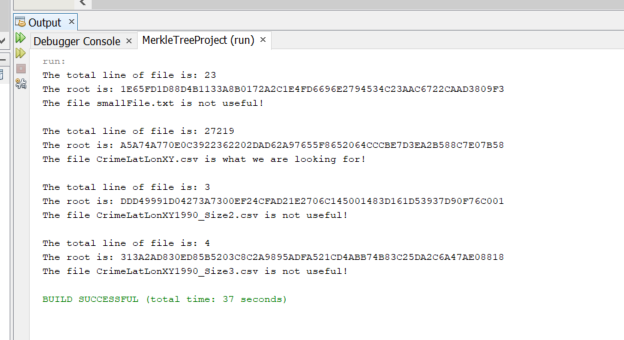 Output ×
Debugger Console × MerkleTreeProject (run) ×
run:
The total line of file is: 23
The root is: 1E65FD1D88D4B1133A8B0172A2C1E4FD6696E2794534C23AAC6722CAAD3809F3
The file smallFile.txt is not useful!
The total line of file is: 27219
The root is: A5A74A770E0C3922362202DAD62A97655F8652064CCCBE7D3EA2B588C7E07B58
The file CrimeLatLonXY.csv is what we are looking for!
The total line of file is: 3
The root is: DDD49991D04273A7300EF24CFAD21E2706C145001483D161D53937D90F76C001
The file CrimeLatLonXY1990_Size2.csv is not useful!
The total line of file is: 4
The root is: 313A2AD830ED85B5203C8C2A9895ADFA521CD4ABB74B83C25DA2C6A47AE08818
The file CrimeLatLonXY1990_Size3.csv is not useful!
BUILD SUCCESSFUL (total time: 37 seconds)